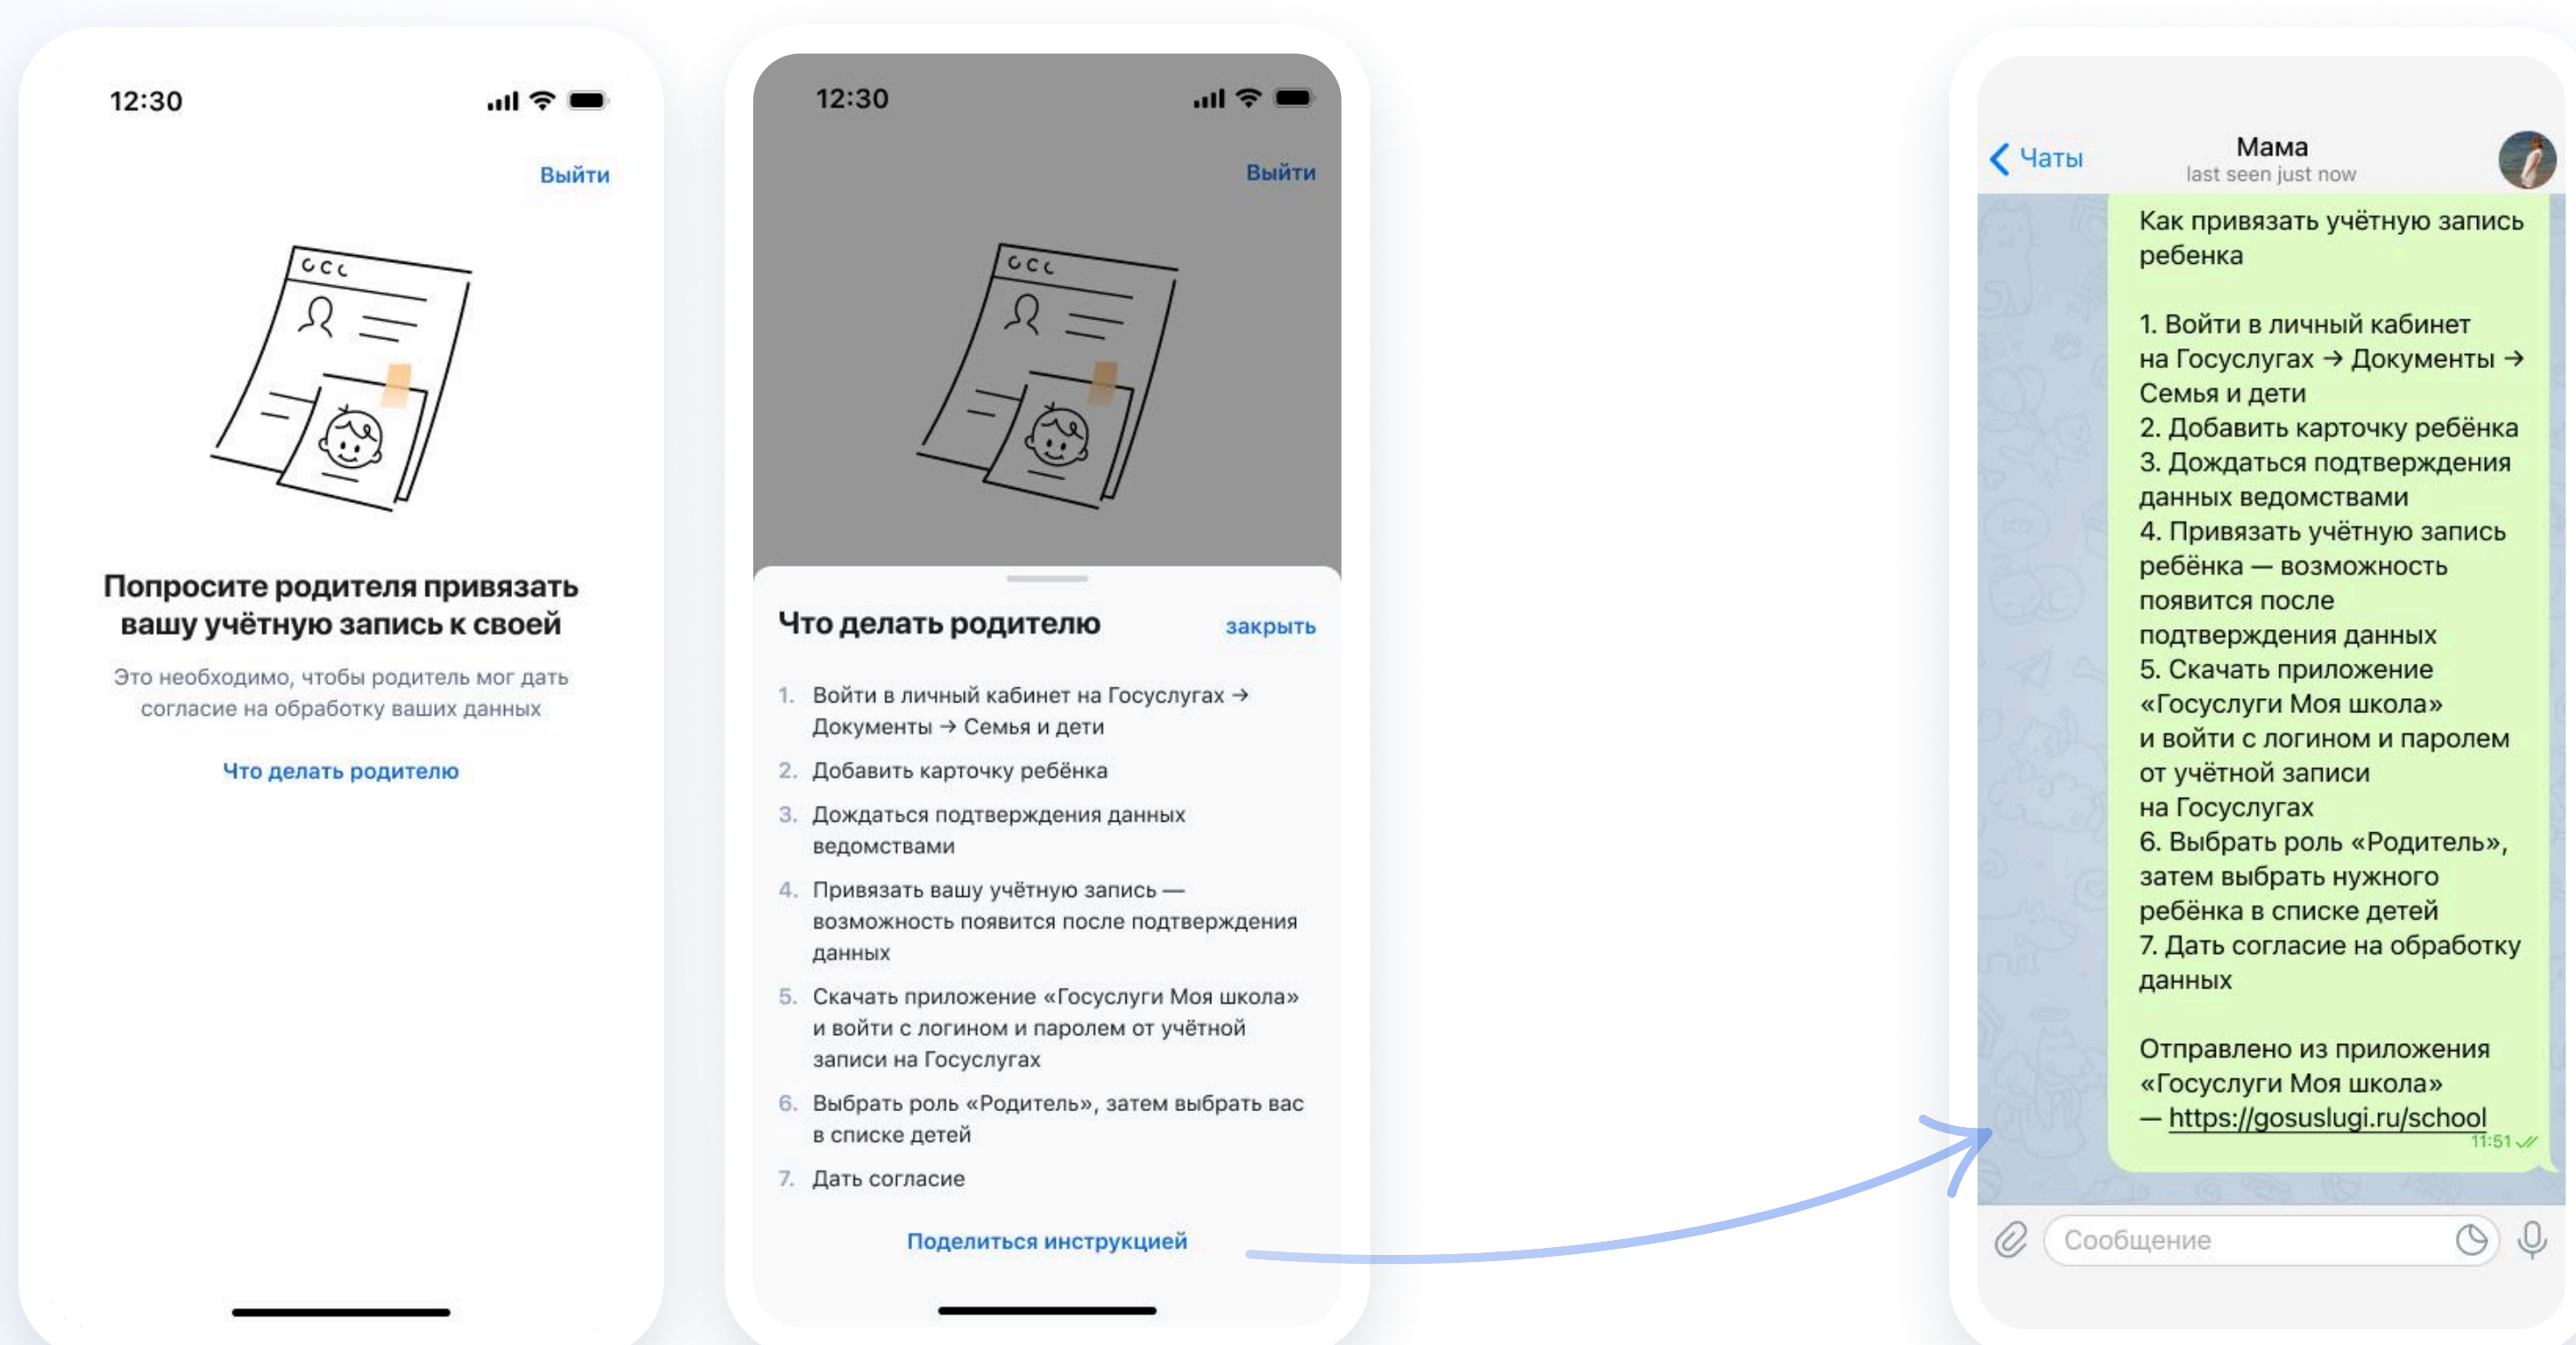 12:30
Выйти
Попросите родителя привязать
вашу учётную запись к своей
Это необходимо, чтобы родитель мог дать
согласие на обработку ваших данных
Что делать родителю
12:30
Выйти
Что делать родителю
закрыть
1. Войти в личный кабинет на Госуслугах →
Документы → Семья и дети
2. Добавить карточку ребёнка
3. Дождаться подтверждения данных
ведомствами
4. Привязать вашу учётную запись —
возможность появится после подтверждения
данных
5. Скачать приложение «Госуслуги Моя школа»
и войти с логином и паролем от учётной
записи на Госуслугах
6. Выбрать роль «Родитель», затем выбрать вас
в списке детей
7. Дать согласие
Поделиться инструкцией
Чаты
Мама
last seen just now
Как привязать учётную запись
ребенка
1. Войти в личный кабинет
на Госуслугах → Документы →
Семья и дети
2. Добавить карточку ребёнка
3. Дождаться подтверждения
данных ведомствами
4. Привязать учётную запись
ребёнка — возможность
появится после
подтверждения данных
5. Скачать приложение
«Госуслуги Моя школа»
и войти с логином и паролем
от учётной записи
на Госуслугах
6. Выбрать роль «Родитель»,
затем выбрать нужного
ребёнка в списке детей
7. Дать согласие на обработку
данных
Отправлено из приложения
«Госуслуги Моя школа»
— https://gosuslugi.ru/school
11:51
Сообщение